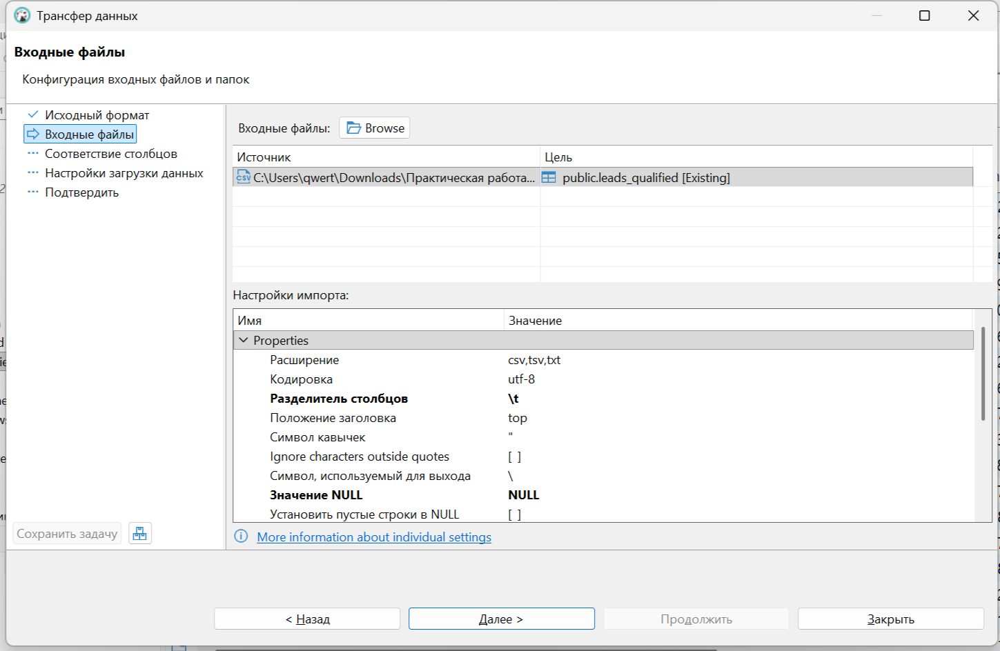 Трансфер данных
Входные файлы
Конфигурация входных файлов и папок
Исходный формат
Входные файлы
Соответствие столбцов
Настройки загрузки данных
Подтвердить
Входные файлы: Browse
Источник Цель
C:\Users\qwert\Downloads\Практическая работа... public.leads_qualified [Existing]
Настройки импорта:
Имя Значение
Properties
Расширение csv,tsv,txt
Кодировка utf-8
Разделитель столбцов \t
Положение заголовка top
Символ кавычек "
Ignore characters outside quotes [ ]
Символ, используемый для выхода \
Значение NULL NULL
Установить пустые строки в NULL [ ]
Сохранить задачу
More information about individual settings
< Назад Далее > Продолжить Закрыть